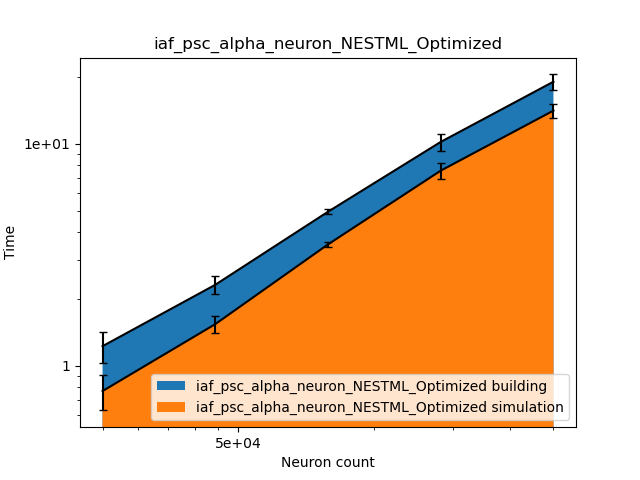 iaf_psc_alpha_neuron_NESTML_Optimized
1e+01
Time
1
iaf_psc_alpha_neuron_NESTML_Optimized building
iaf_psc_alpha_neuron_NESTML_Optimized simulation
5e+04
Neuron count